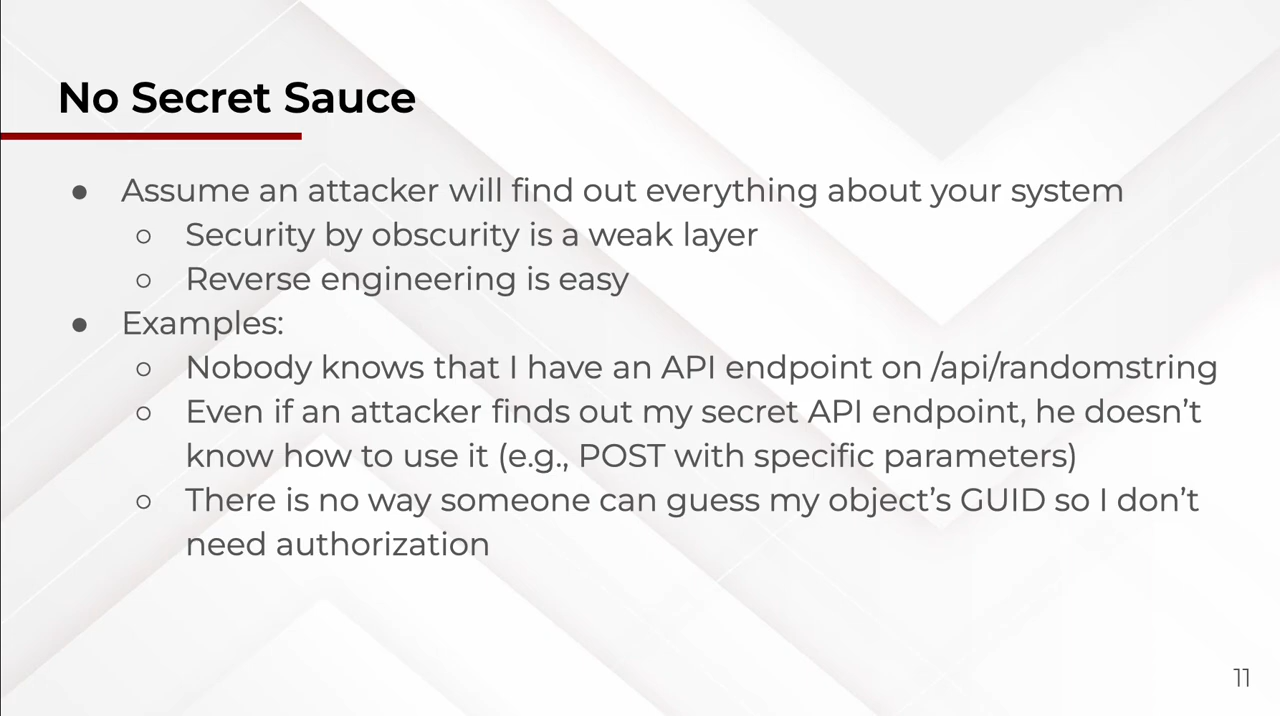 No Secret Sauce
● Assume an attacker will find out everything about your system
○ Security by obscurity is a weak layer
○ Reverse engineering is easy
● Examples:
○ Nobody knows that I have an API endpoint on /api/randomstring
○ Even if an attacker finds out my secret API endpoint, he doesn’t
know how to use it (e.g., POST with specific parameters)
○ There is no way someone can guess my object’s GUID so I don’t
need authorization
11